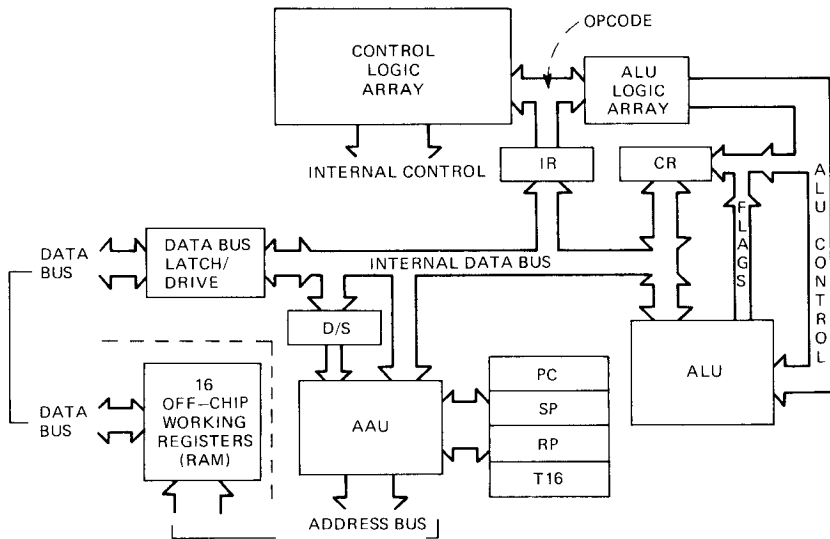 OPCODE
CONTROL
LOGIC
ARRAY
ALU
LOGIC
ARRAY
INTERNAL CONTROL
IR
CR
ALU CONTROL
FLAGS
DATA
BUS
DATA BUS
LATCH/
DRIVE
INTERNAL DATA BUS
D/S
ALU
16
OFF-CHIP
WORKING
REGISTERS
(RAM)
DATA
BUS
AAU
PC
SP
RP
T16
ADDRESS BUS